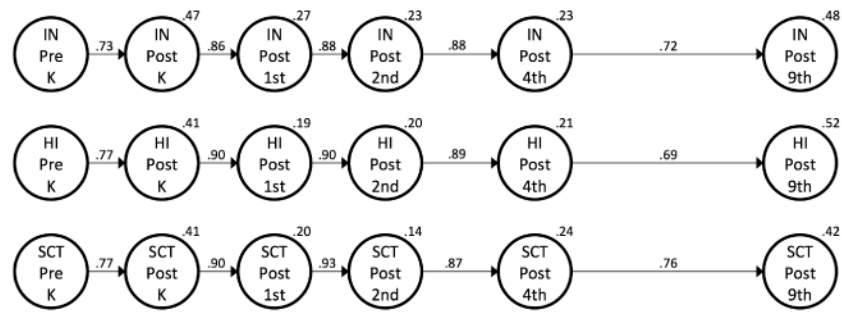 .47 .27 .23 .23 .48
IN IN IN IN IN IN
.73 .86 .88 .88 .72
Pre Post Post Post Post Post
K K 1st 2nd 4th 9th
.41 .19 .20 .21 .52
HI HI HI HI HI HI
.77 .90 .90 .89 .69
Pre Post Post Post Post Post
K K 1st 2nd 4th 9th
.41 .20 .14 .24 .42
SCT SCT SCT SCT SCT SCT
.77 .90 .93 .87 .76
Pre Post Post Post Post Post
K K 1st 2nd 4th 9th